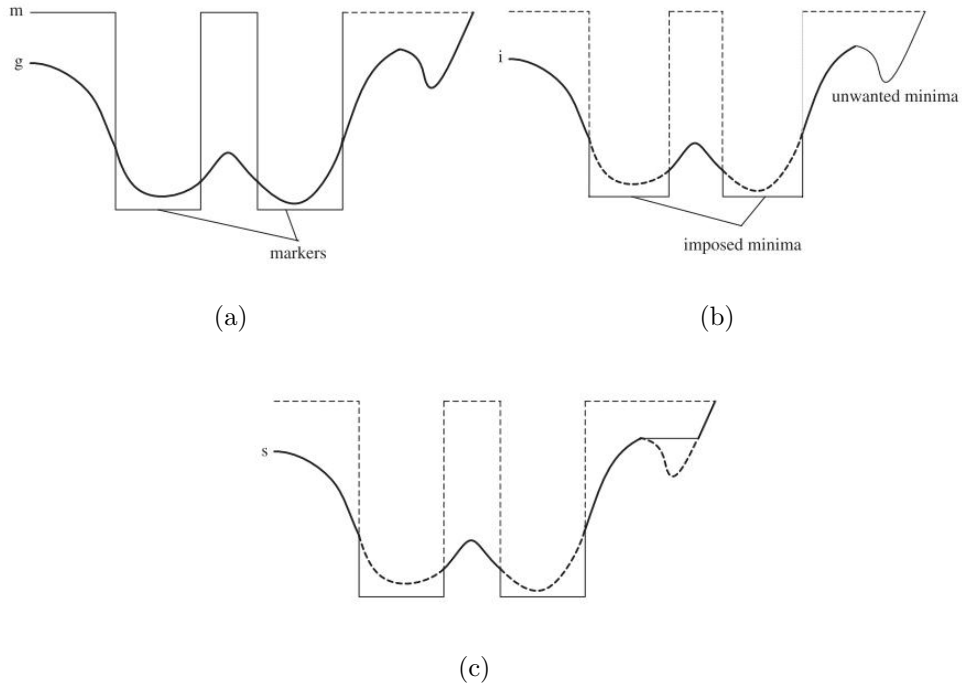 m
g
markers
(a)
i
unwanted minima
imposed minima
(b)
s
(c)